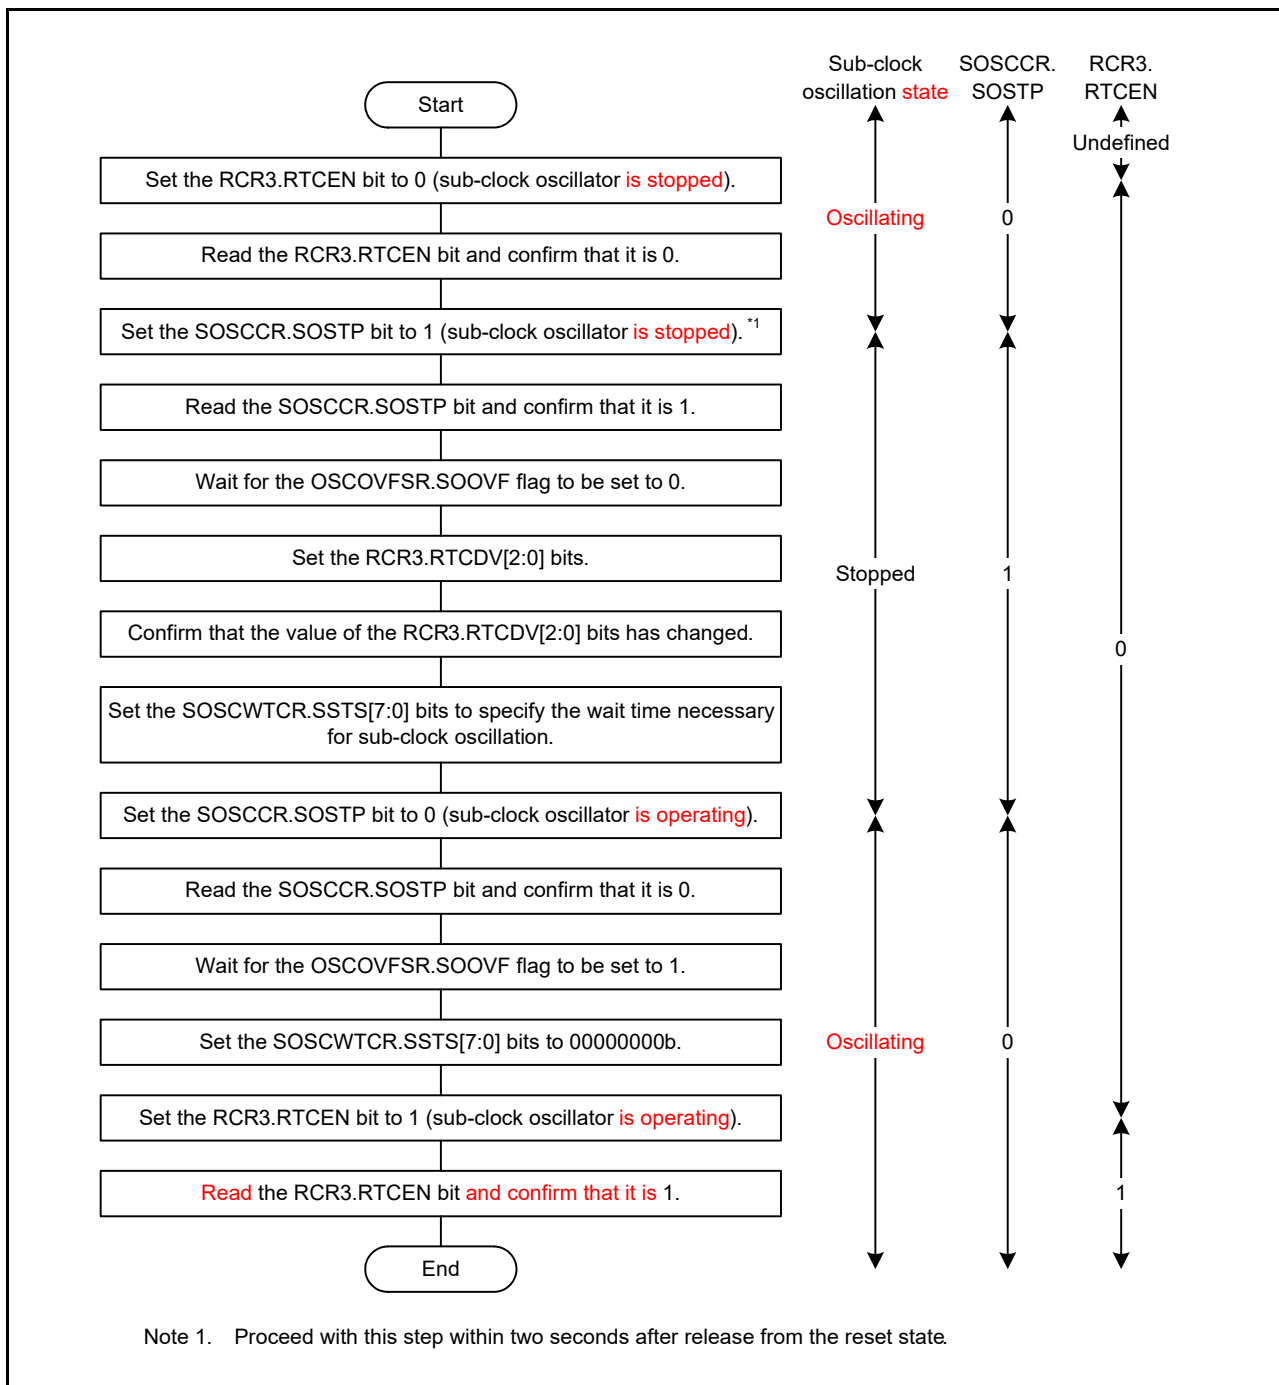 Sub-clock
oscillation state
SOSCCR.
SOSTP
RCR3.
RTCEN
Start
Undefined
Set the RCR3.RTCEN bit to 0 (sub-clock oscillator is stopped).
Oscillating
0
Read the RCR3.RTCEN bit and confirm that it is 0.
Set the SOSCCR.SOSTP bit to 1 (sub-clock oscillator is stopped). *1
Read the SOSCCR.SOSTP bit and confirm that it is 1.
Wait for the OSCOVFSR.SOOVF flag to be set to 0.
Set the RCR3.RTCDV[2:0] bits.
Stopped
1
Confirm that the value of the RCR3.RTCDV[2:0] bits has changed.
0
Set the SOSCWTCR.SSTS[7:0] bits to specify the wait time necessary
for sub-clock oscillation.
Set the SOSCCR.SOSTP bit to 0 (sub-clock oscillator is operating).
Read the SOSCCR.SOSTP bit and confirm that it is 0.
Wait for the OSCOVFSR.SOOVF flag to be set to 1.
Set the SOSCWTCR.SSTS[7:0] bits to 00000000b.
Oscillating
0
Set the RCR3.RTCEN bit to 1 (sub-clock oscillator is operating).
Read the RCR3.RTCEN bit and confirm that it is 1.
1
End
Note 1. Proceed with this step within two seconds after release from the reset state.